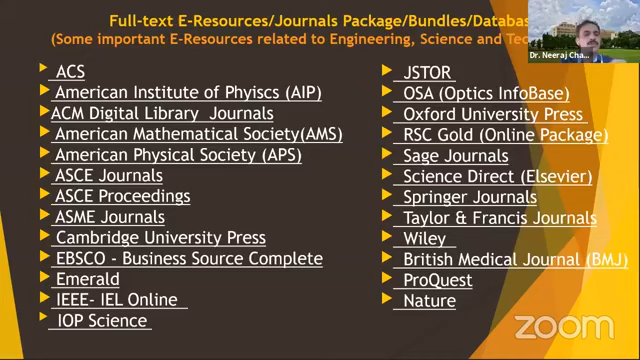 Full-text E-Resources/Journals Package/Bundles/Databas
(Some important E-Resources related to Engineering, Science and Tec
Dr. Neeraj Cha...
ACS
American Institute of Phyiscs (AIP)
ACM Digital Library Journals
American Mathematical Society(AMS)
American Physical Society (APS)
ASCE Journals
ASCE Proceedings
ASME Journals
Cambridge University Press
EBSCO - Business Source Complete
Emerald
IEEE- IEL Online
IOP Science
JSTOR
OSA (Optics InfoBase)
Oxford University Press
RSC Gold (Online Package)
Sage Journals
Science Direct (Elsevier)
Springer Journals
Taylor & Francis Journals
Wiley
British Medical Journal (BMJ)
ProQuest
Nature
zoom